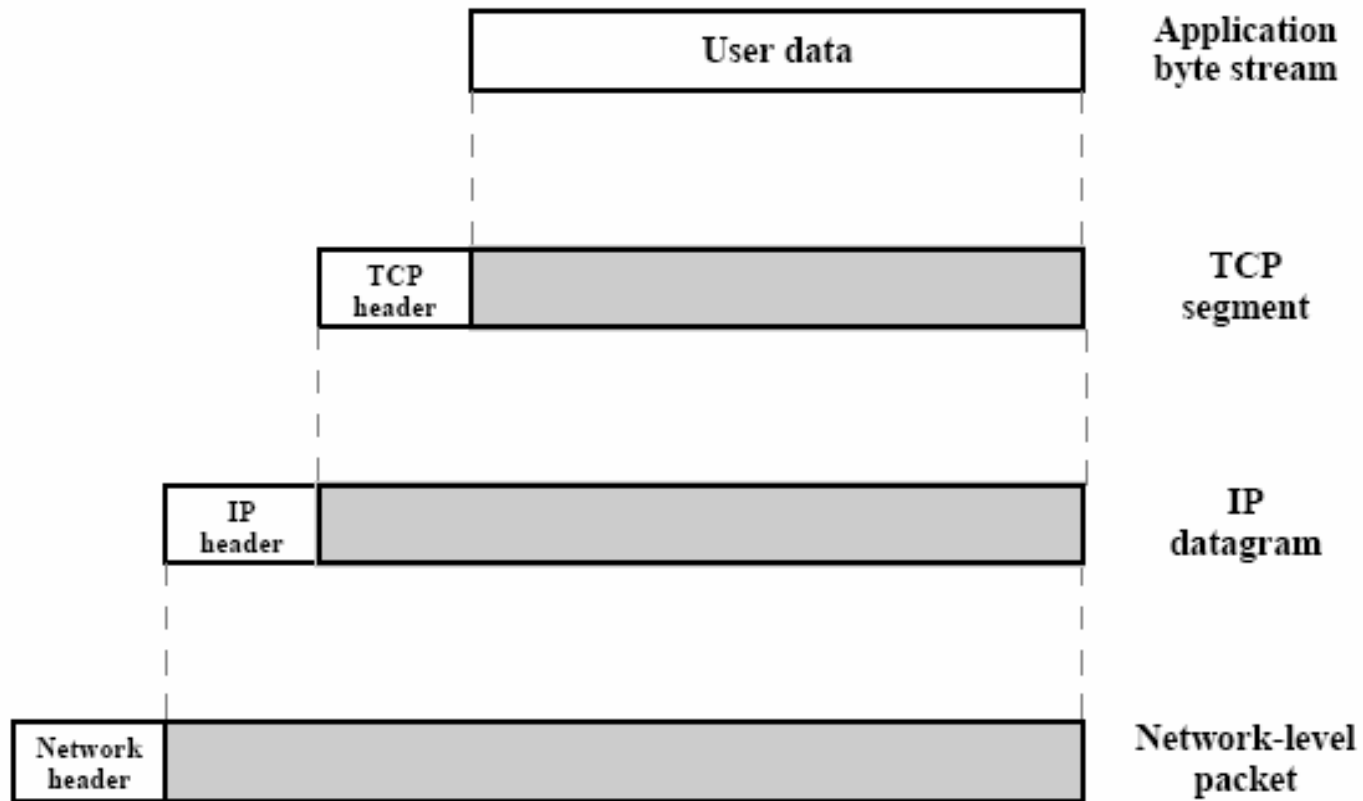 User data
Application
byte stream
TCP
header
TCP
segment
IP
header
IP
datagram
Network
header
Network-level
packet